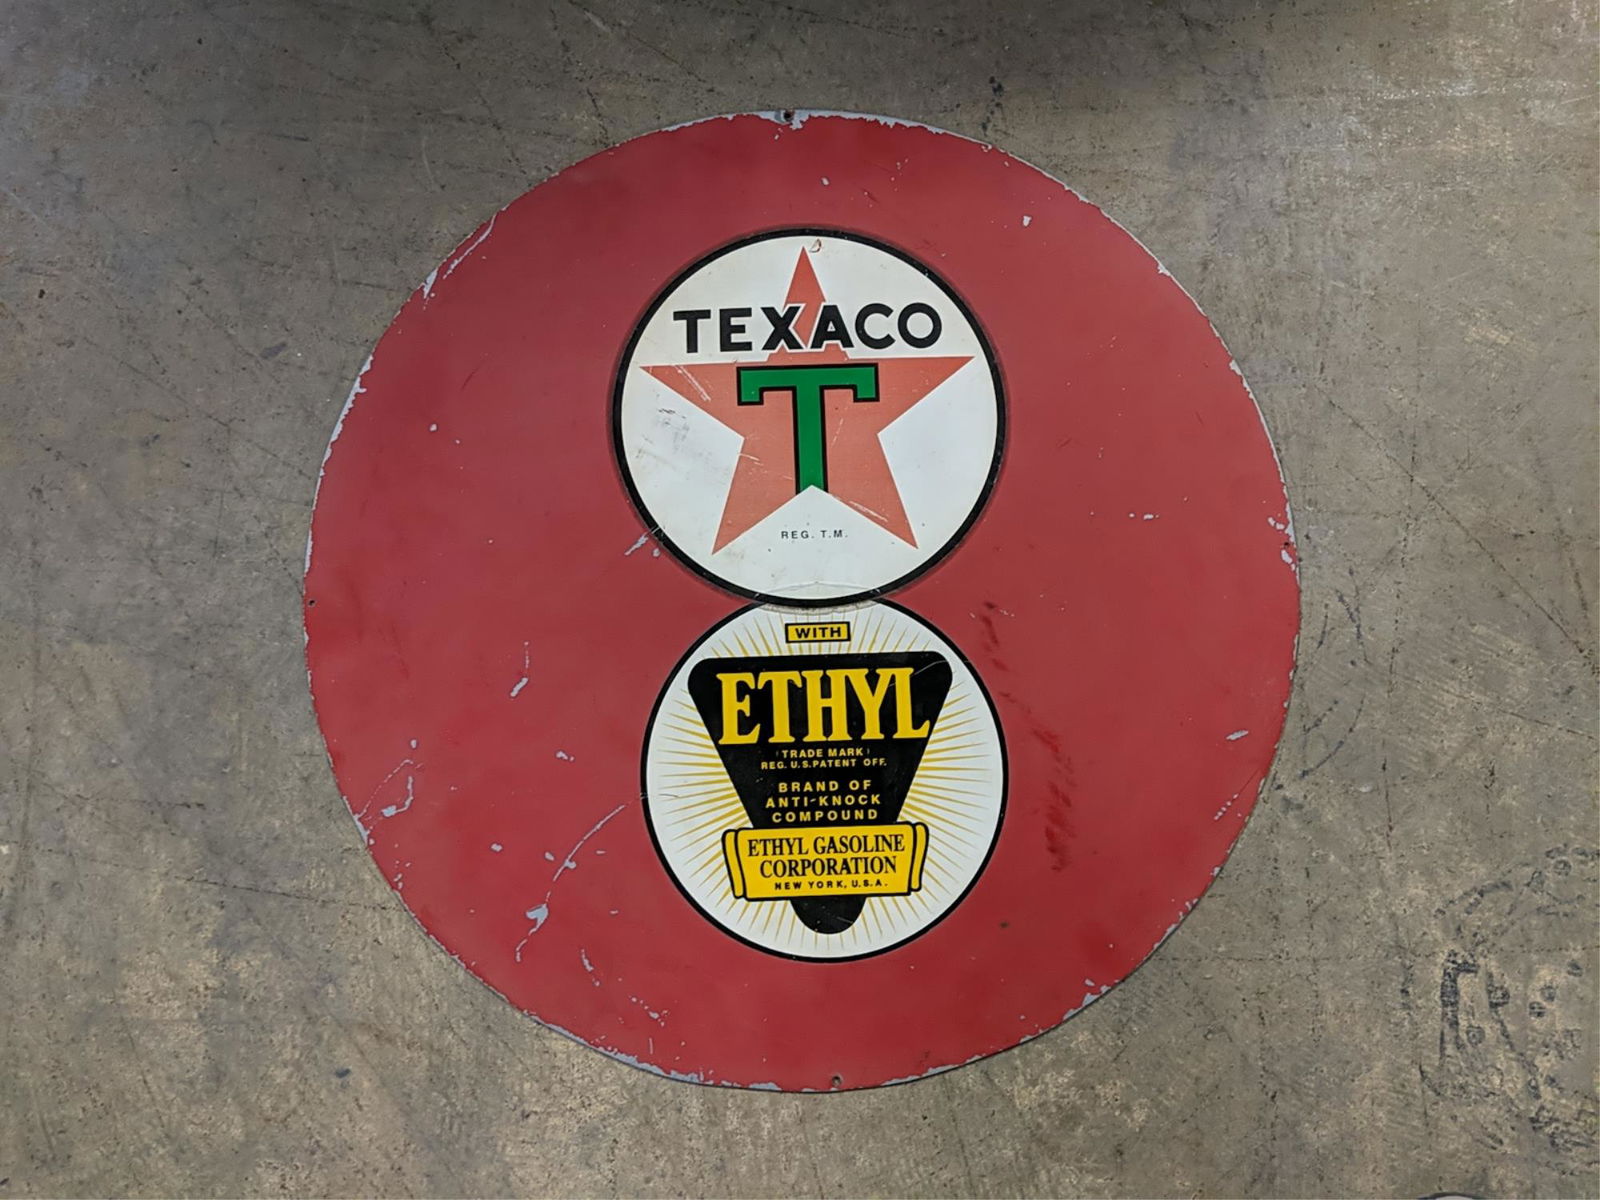 TEXACO
T
REG. T.M.
WITH
ETHYL
TRADE MARK
REG. U.S. PATENT OFF.
BRAND OF
ANTI-KNOCK
COMPOUND
ETHYL GASOLINE
CORPORATION
NEW YORK, U.S.A.